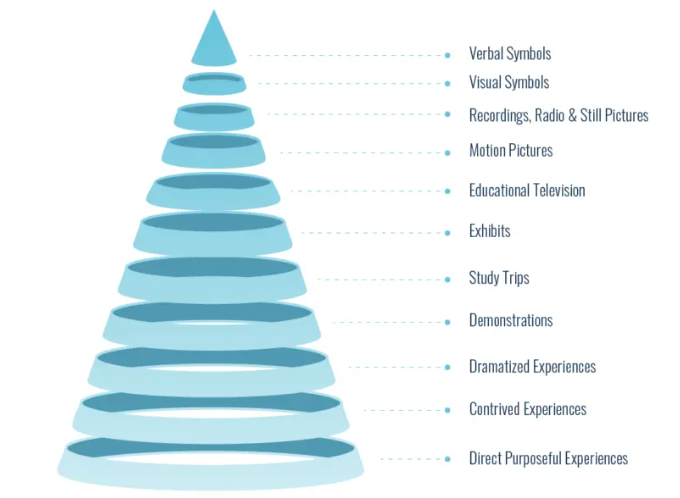 Verbal Symbols
Visual Symbols
Recordings, Radio & Still Pictures
Motion Pictures
Educational Television
Exhibits
Study Trips
Demonstrations
Dramatized Experiences
Contrived Experiences
Direct Purposeful Experiences